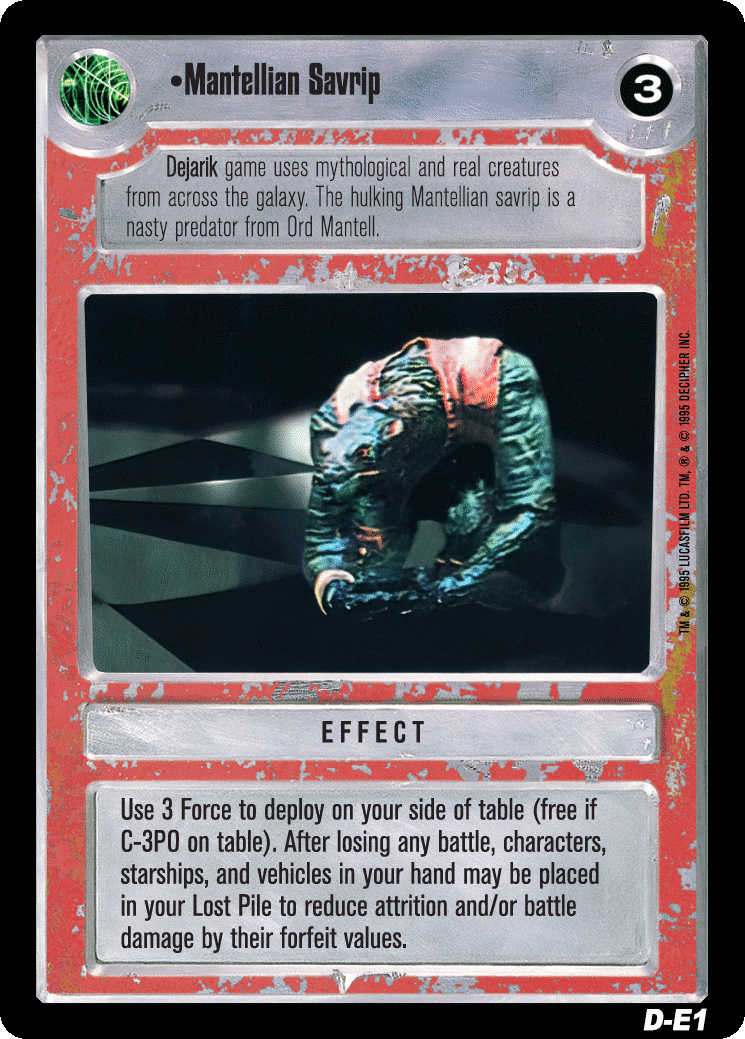 •Mantellian Savrip
3
Dejarik game uses mythological and real creatures
from across the galaxy. The hulking Mantellian savrip is a
nasty predator from Ord Mantell.
TM & © 1995 LUCASFILM LTD. TM, ® & © 1995 DECIPHER INC.
EFFECT
Use 3 Force to deploy on your side of table (free if
C-3PO on table). After losing any battle, characters,
starships, and vehicles in your hand may be placed
in your Lost Pile to reduce attrition and/or battle
damage by their forfeit values.
D-E1